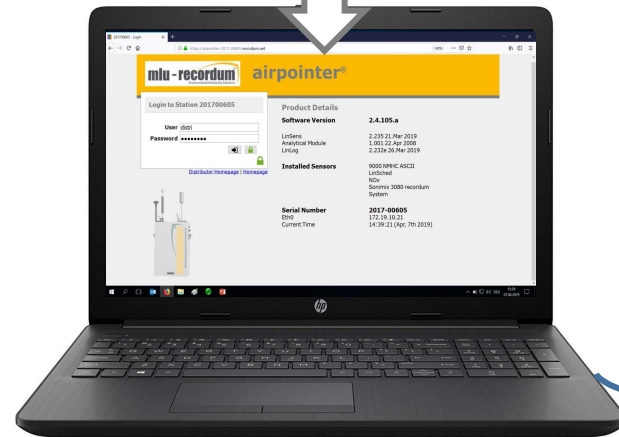 201700605 - Login
https://airpointer-2017-00605.recordum.net
mlu - recordum
Environmental Monitoring Solutions
airpointer®
Login to Station 201700605
User distri
Password
Distributor Homepage | Homepage
Product Details
Software Version 2.4.105.a
LinSens 2.235 21.Mar 2019
Analytical Module 1.001 22.Apr 2008
LinLog 2.232e 26.Mar 2019
Installed Sensors 9000 NMHC ASCII
LinSched
NOx
Sonimix 3080 recordum
System
Serial Number 2017-00605
Eth0 172.19.10.21
Current Time 14:39:21 (Apr, 7th 2019)
hp